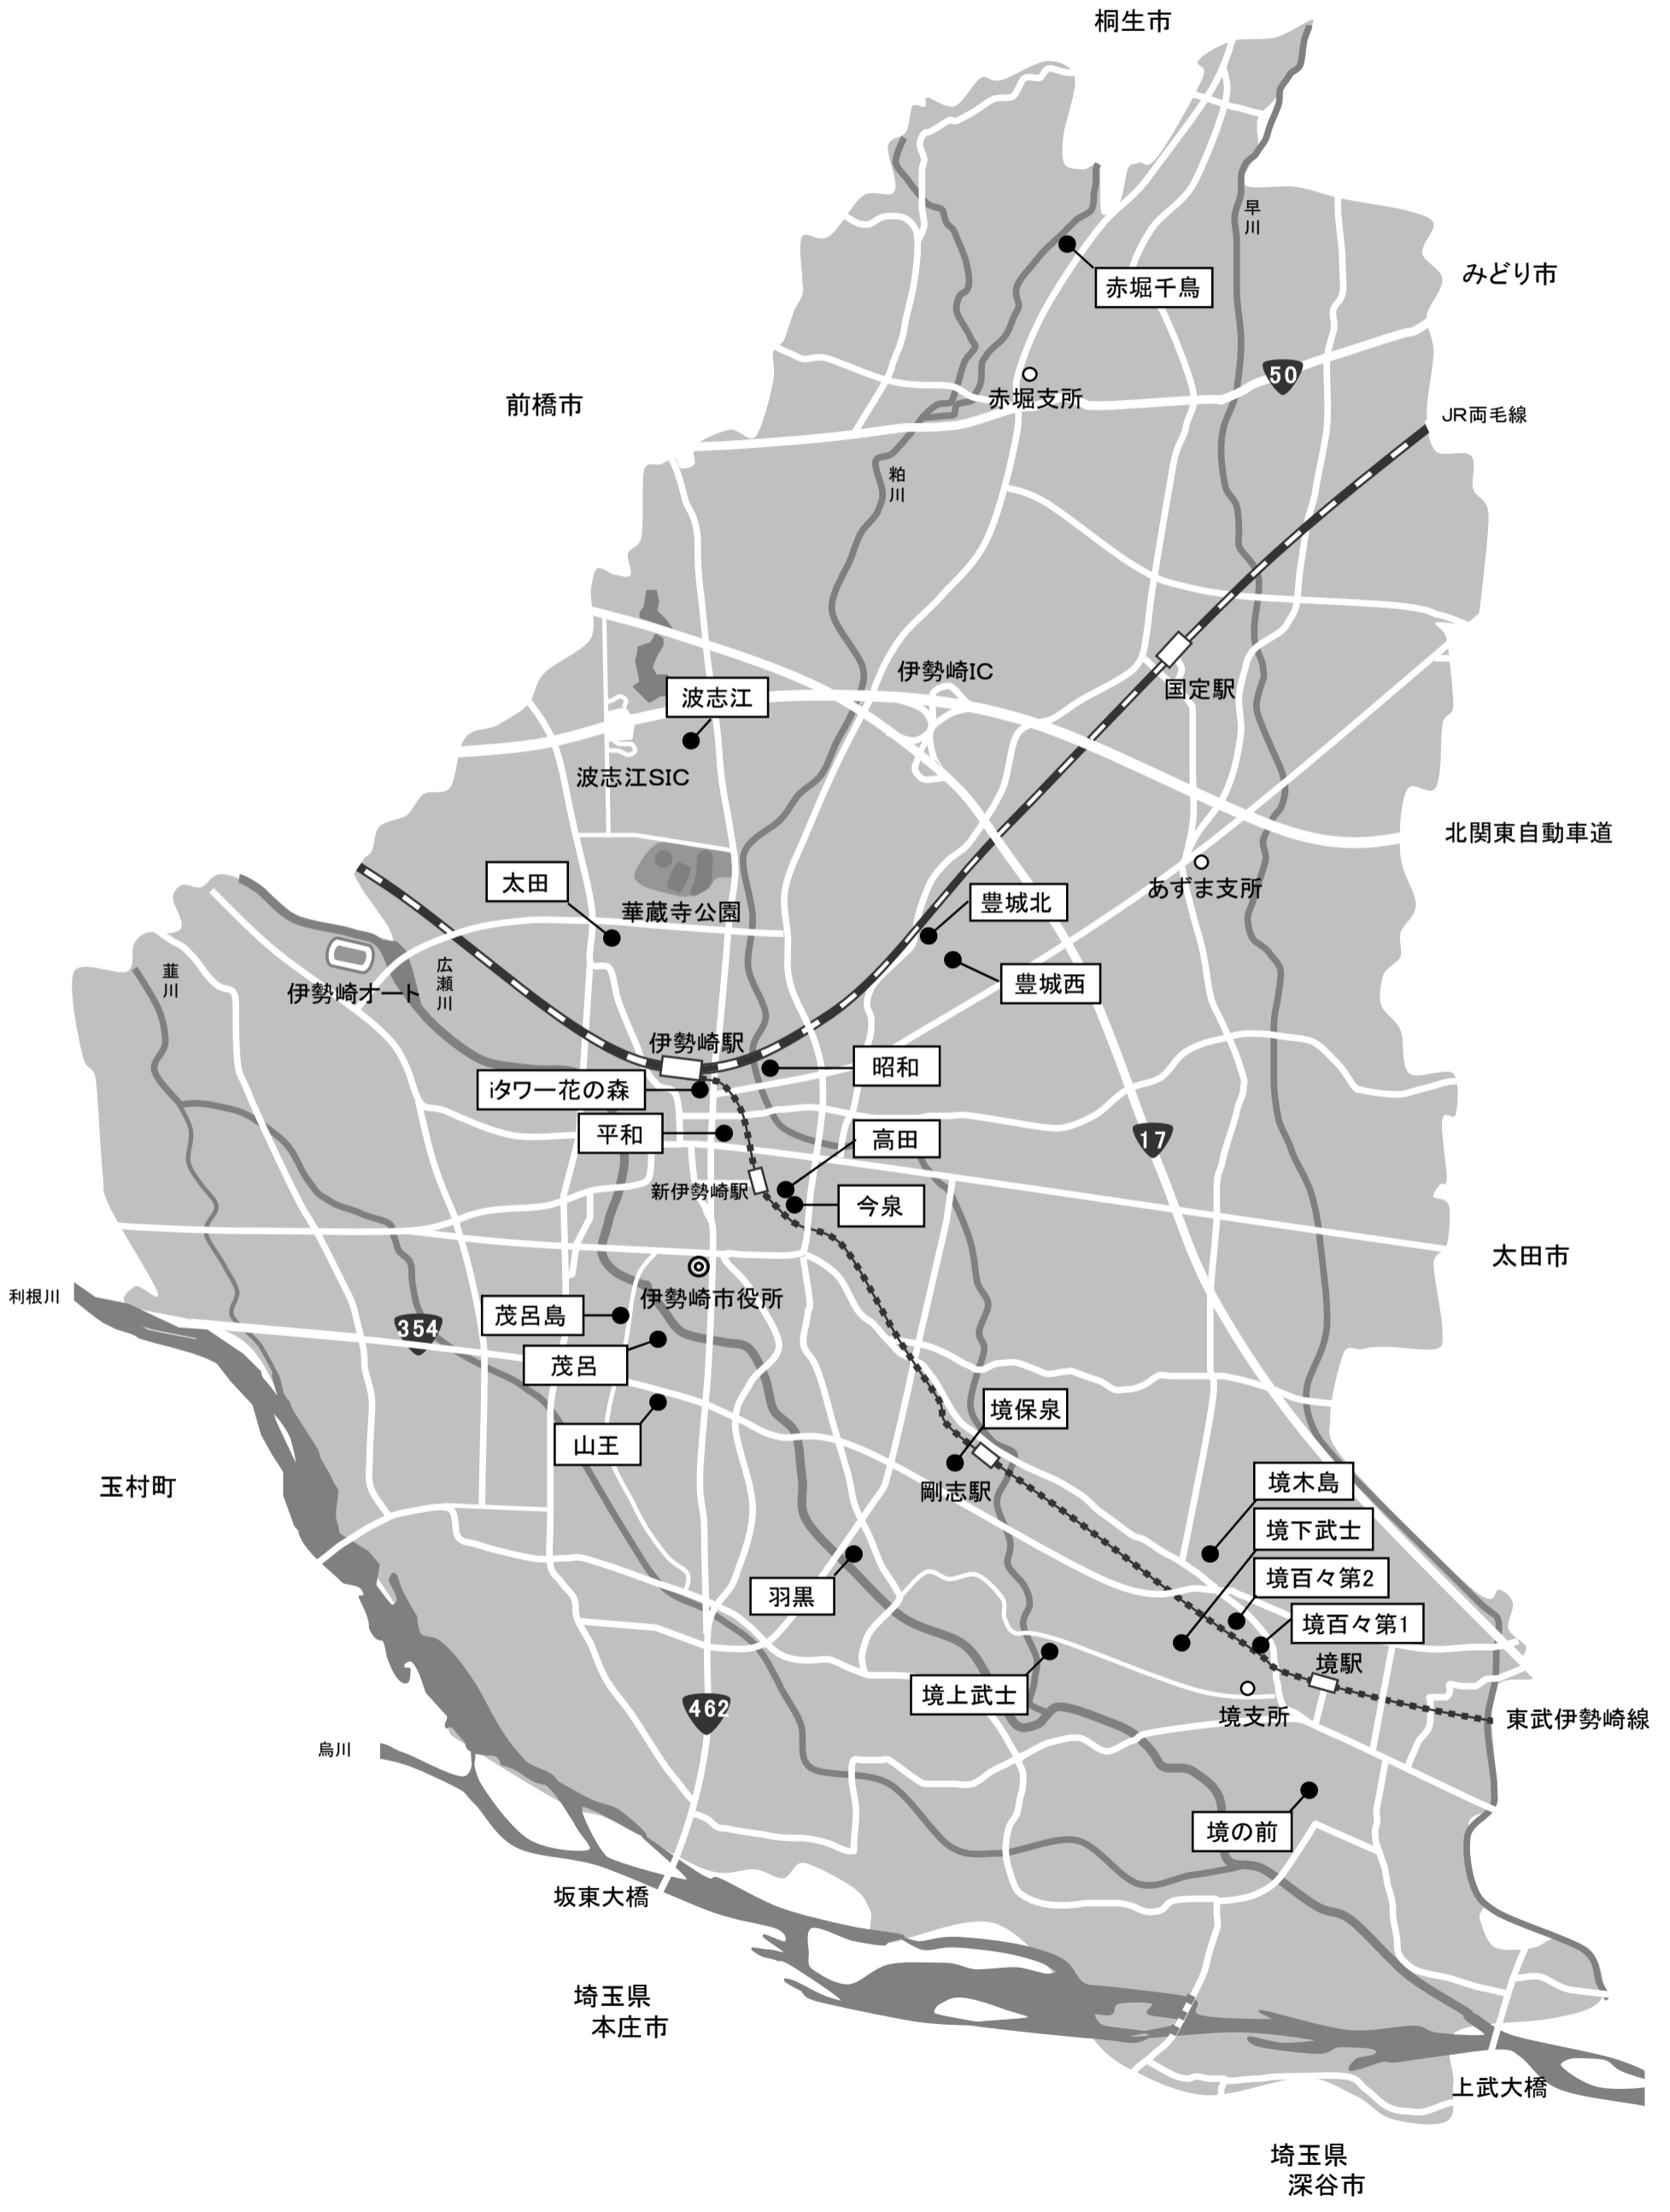 桐生市
早川
みどり市
赤堀千鳥
50
赤堀支所
前橋市
JR両毛線
粕川
伊勢崎IC
国定駅
波志江
波志江SIC
北関東自動車道
あずま支所
太田
華蔵寺公園
豊城北
豊城西
韮川
広瀬川
伊勢崎オート
伊勢崎駅
昭和
iタワー花の森
平和
高田
17
新伊勢崎駅
今泉
太田市
伊勢崎市役所
利根川
茂呂島
354
茂呂
境保泉
山王
剛志駅
玉村町
境木島
境下武士
境百々第2
羽黒
境百々第1
境駅
境上武士
462
境支所
東武伊勢崎線
烏川
境の前
坂東大橋
埼玉県
本庄市
上武大橋
埼玉県
深谷市